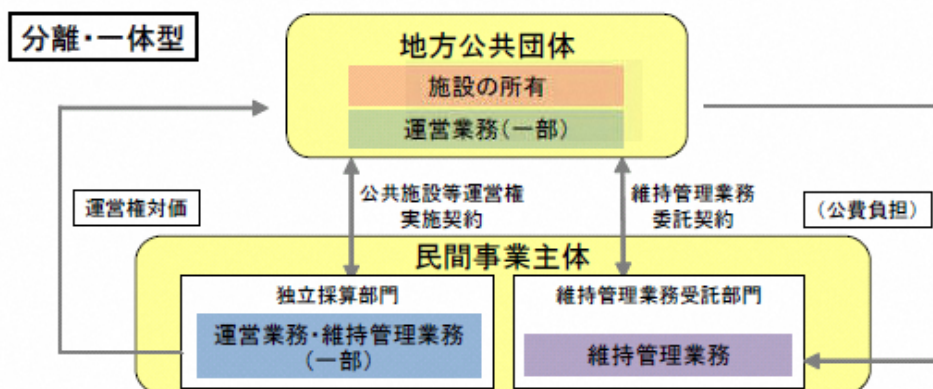 分離・一体型
地方公共団体
施設の所有
運営業務(一部)
運営権対価
公共施設等運営権
実施契約
維持管理業務
委託契約
(公費負担)
民間事業主体
独立採算部門
運営業務・維持管理業務
(一部)
維持管理業務受託部門
維持管理業務